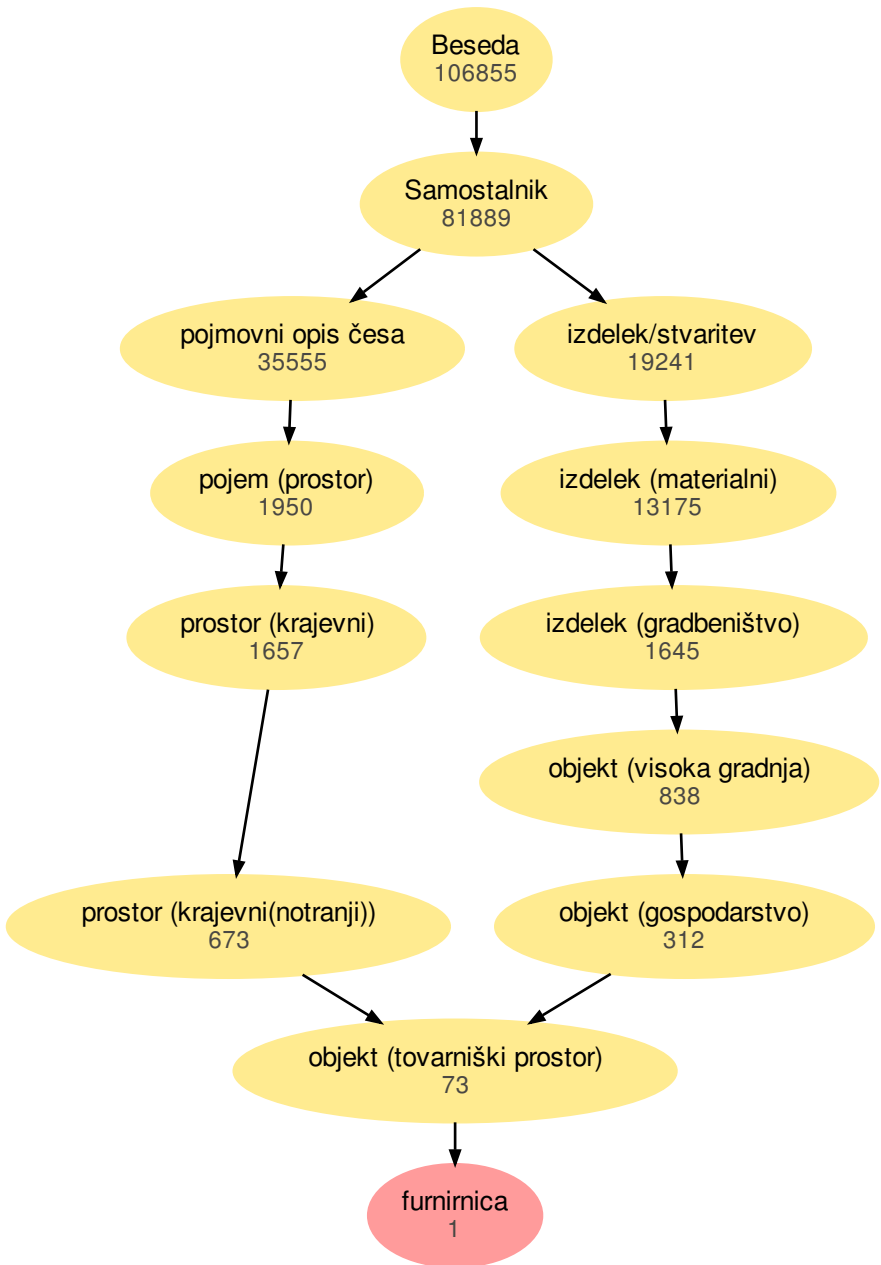 Beseda
106855
Samostalnik
81889
pojmovni opis česa
35555
izdelek/stvaritev
19241
pojem (prostor)
1950
izdelek (materialni)
13175
prostor (krajevni)
1657
izdelek (gradbeništvo)
1645
objekt (visoka gradnja)
838
prostor (krajevni(notranji))
673
objekt (gospodarstvo)
312
objekt (tovarniški prostor)
73
furnirnica
1